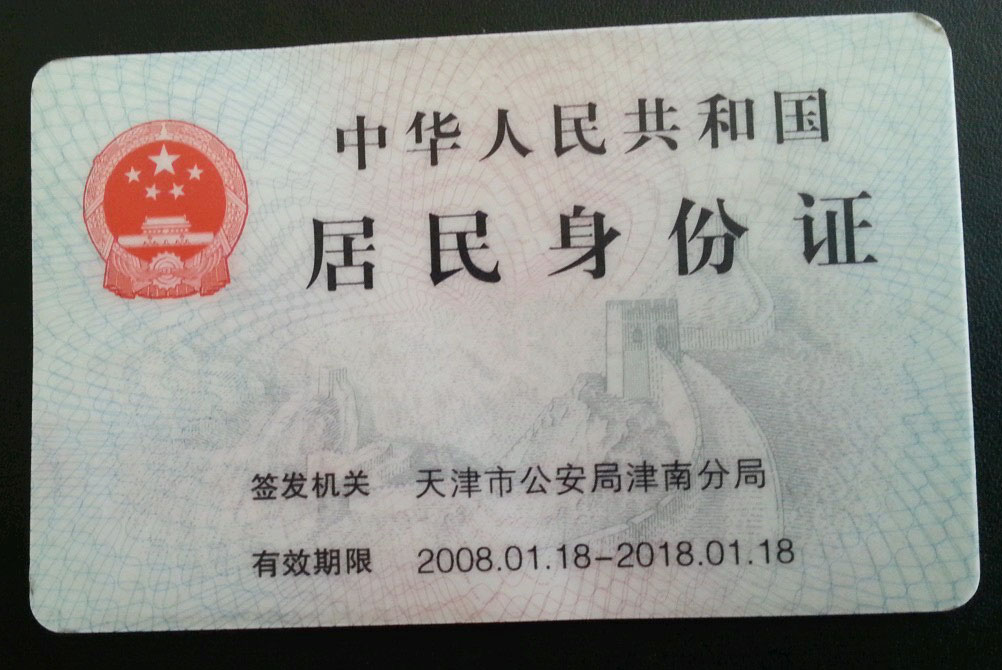 中华人民共和国
居民身份证
签发机关 天津市公安局津南分局
有效期限 2008.01.18-2018.01.18